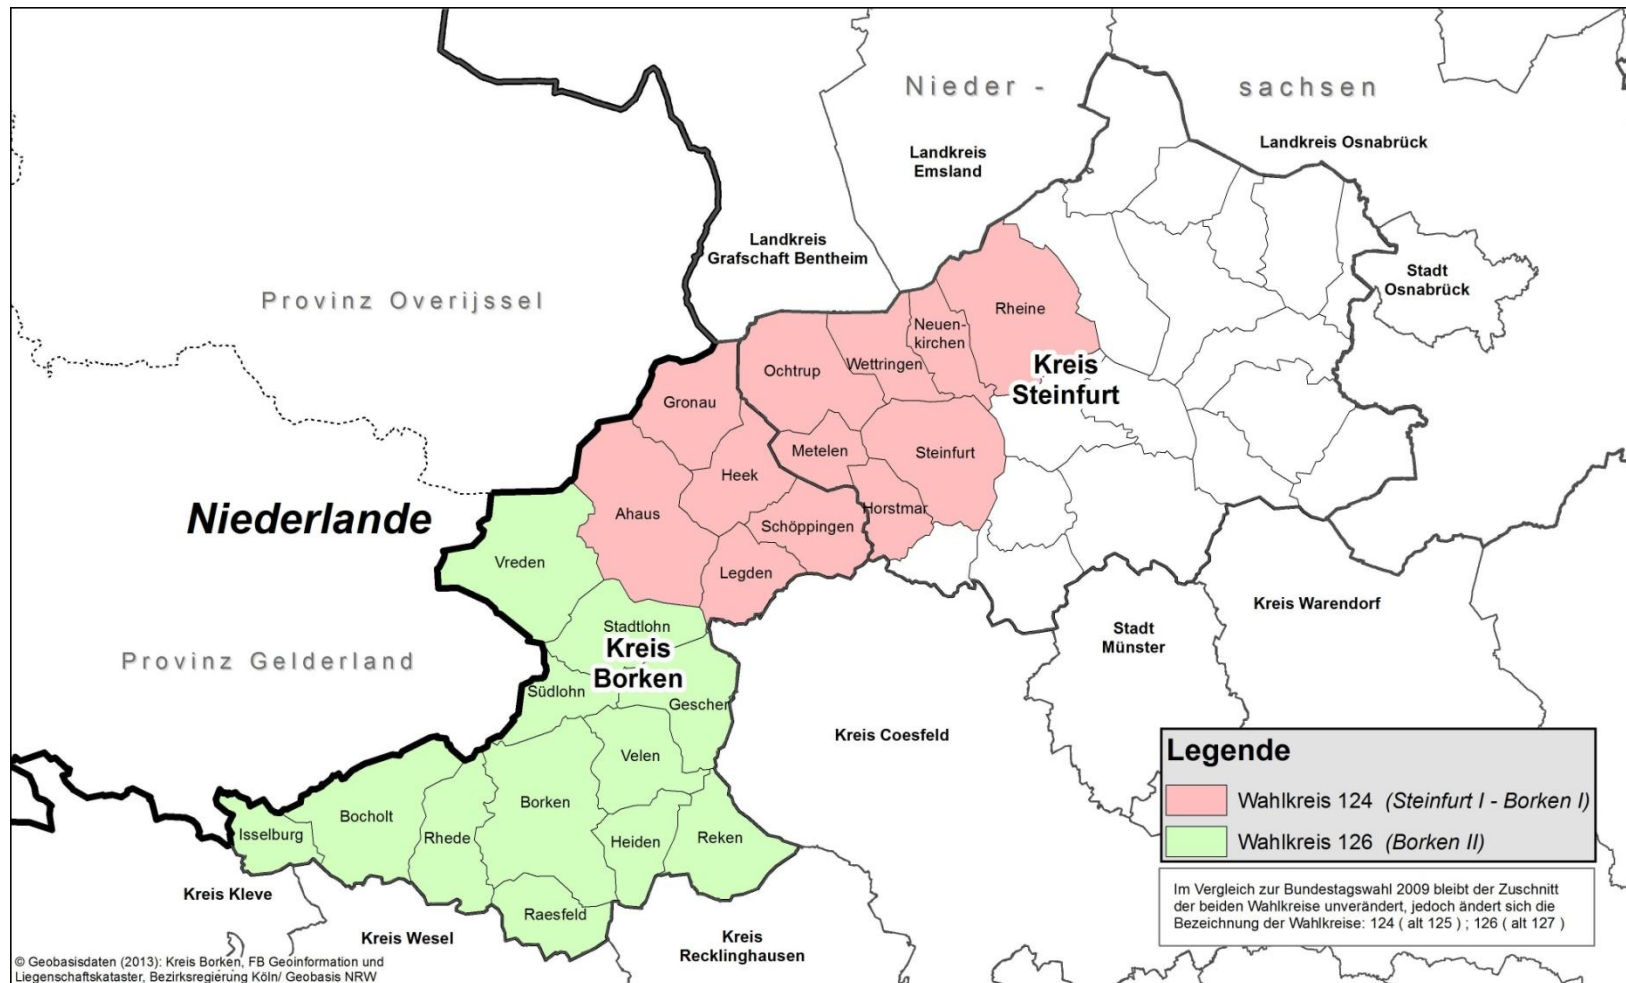 Nieder -
sachsen
Landkreis Osnabrück
Landkreis
Emsland
Landkreis
Grafschaft Bentheim
Stadt
Osnabrück
Provinz Overijssel
Rheine
Neuen-
kirchen
Wettringen
Ochtrup
Kreis
Steinfurt
Gronau
Metelen
Steinfurt
Heek
Niederlande
Ahaus
Horstmar
Schöppingen
Vreden
Legden
Kreis Warendorf
Stadtlohn
Stadt
Münster
Provinz Gelderland
Kreis
Borken
Südlohn
Gescher
Kreis Coesfeld
Velen
Borken
Bocholt
Isselburg
Rhede
Heiden
Reken
Kreis Kleve
Raesfeld
Kreis Wesel
Kreis
Recklinghausen
Legende
Wahlkreis 124 (Steinfurt I - Borken I)
Wahlkreis 126 (Borken II)
Im Vergleich zur Bundestagswahl 2009 bleibt der Zuschnitt
der beiden Wahlkreise unverändert, jedoch ändert sich die
Bezeichnung der Wahlkreise: 124 ( alt 125 ) ; 126 ( alt 127 )
© Geobasisdaten (2013): Kreis Borken, FB Geoinformation und
Liegenschaftskataster, Bezirksregierung Köln/ Geobasis NRW